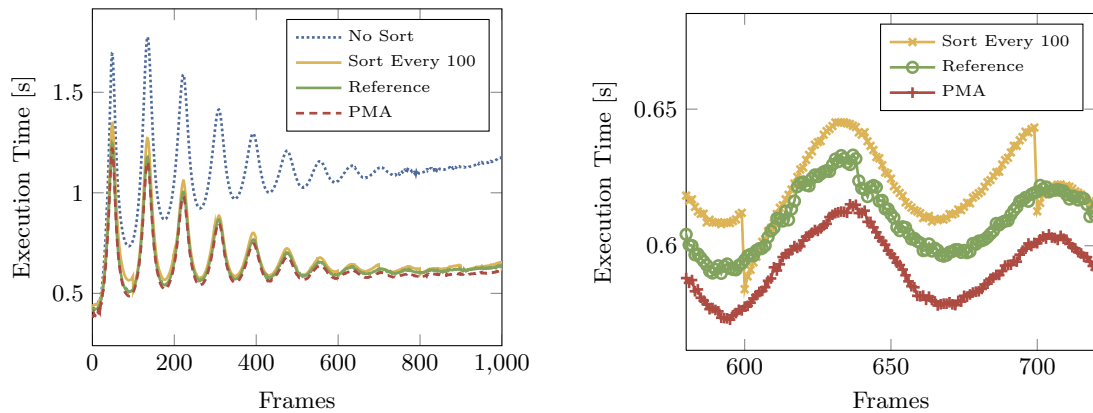 No Sort
Sort Every 100
Reference
PMA
1.5
1
0.5
0
200
400
600
800
1,000
Execution Time [s]
Frames
Sort Every 100
Reference
PMA
0.65
0.6
600
650
700
Execution Time [s]
Frames